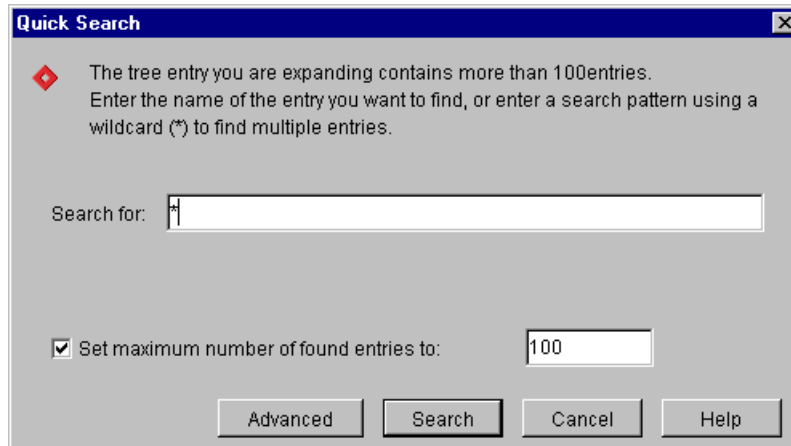 Quick Search
The tree entry you are expanding contains more than 100entries.
Enter the name of the entry you want to find, or enter a search pattern using a
wildcard (*) to find multiple entries.
Search for: *
Set maximum number of found entries to: 100
Advanced Search Cancel Help